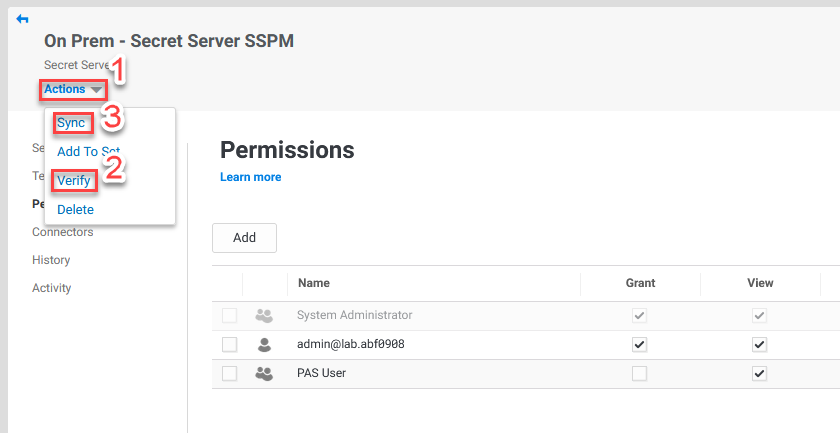 On Prem - Secret Server SSPM
Secret Serve
1
Actions
Sync
3
Add To Set
2
Verify
Delete
Se
Te
Pe
Connectors
History
Activity
Permissions
Learn more
Add
Name Grant View
System Administrator
admin@lab.abf0908
PAS User